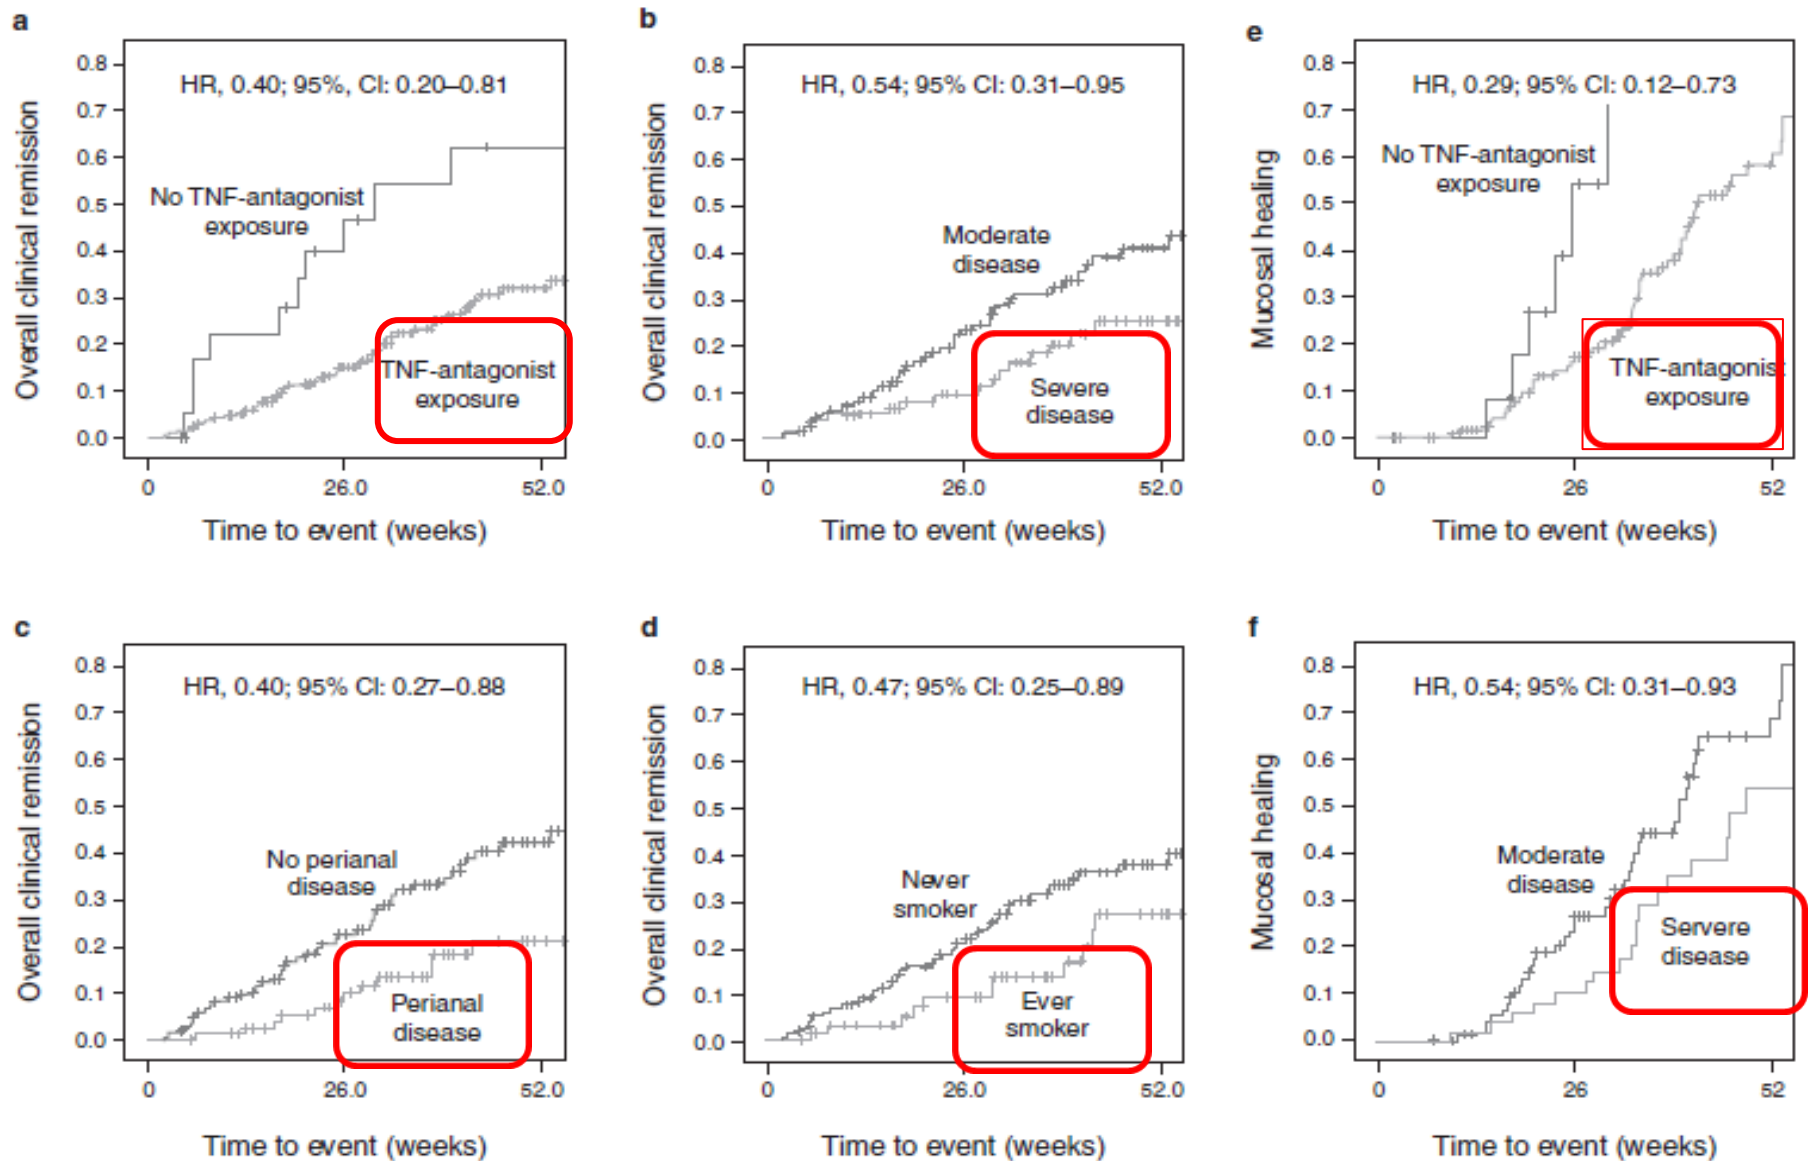 a
HR, 0.40; 95%, CI: 0.20–0.81
No TNF-antagonist
exposure
TNF-antagonist
exposure
Overall clinical remission
0.8
0.7
0.6
0.5
0.4
0.3
0.2
0.1
0.0
0
26.0
52.0
Time to event (weeks)
b
HR, 0.54; 95% CI: 0.31–0.95
Moderate
disease
Severe
disease
Overall clinical remission
0.8
0.7
0.6
0.5
0.4
0.3
0.2
0.1
0.0
0
26.0
52.0
Time to event (weeks)
e
HR, 0.29; 95% CI: 0.12–0.73
No TNF-antagonist
exposure
TNF-antagonist
exposure
Mucosal healing
0.8
0.7
0.6
0.5
0.4
0.3
0.2
0.1
0.0
0
26
52
Time to event (weeks)
c
HR, 0.40; 95% CI: 0.27–0.88
No perianal
disease
Perianal
disease
Overall clinical remission
0.8
0.7
0.6
0.5
0.4
0.3
0.2
0.1
0.0
0
26.0
52.0
Time to event (weeks)
d
HR, 0.47; 95% CI: 0.25–0.89
Never
smoker
Ever
smoker
Overall clinical remission
0.8
0.7
0.6
0.5
0.4
0.3
0.2
0.1
0.0
0
26.0
52.0
Time to event (weeks)
f
HR, 0.54; 95% CI: 0.31–0.93
Moderate
disease
Servere
disease
Mucosal healing
0.8
0.7
0.6
0.5
0.4
0.3
0.2
0.1
0.0
0
26
52
Time to event (weeks)